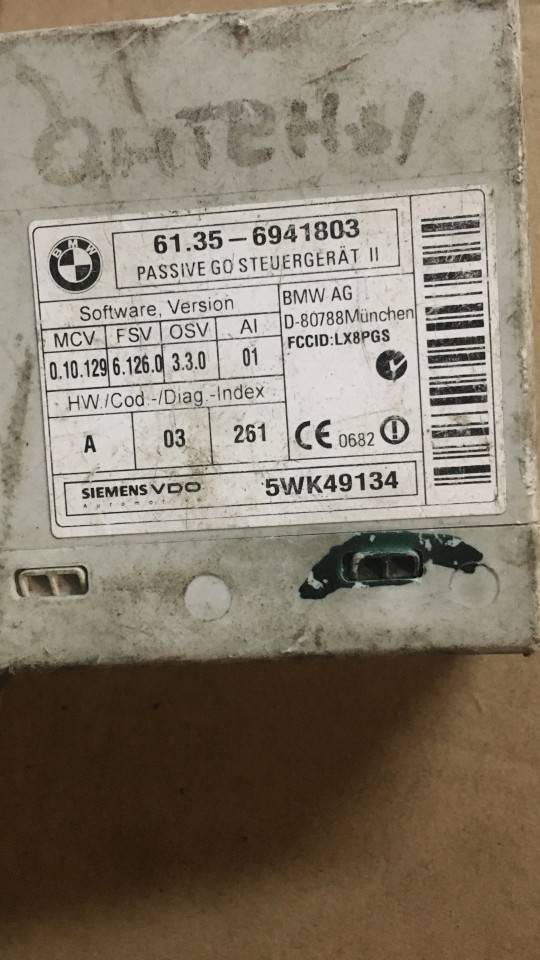 антены
BMW
61.35-6941803
PASSIVE GO STEUERGERÄT II
Software, Version
MCV FSV OSV AI
0.10.129 6.126.0 3.3.0 01
HW./Cod.-/Diag.-Index
A 03 261
BMW AG
D-80788München
FCCID:LX8PGS
CE 0682
SIEMENS VDO
Automotive
5WK49134